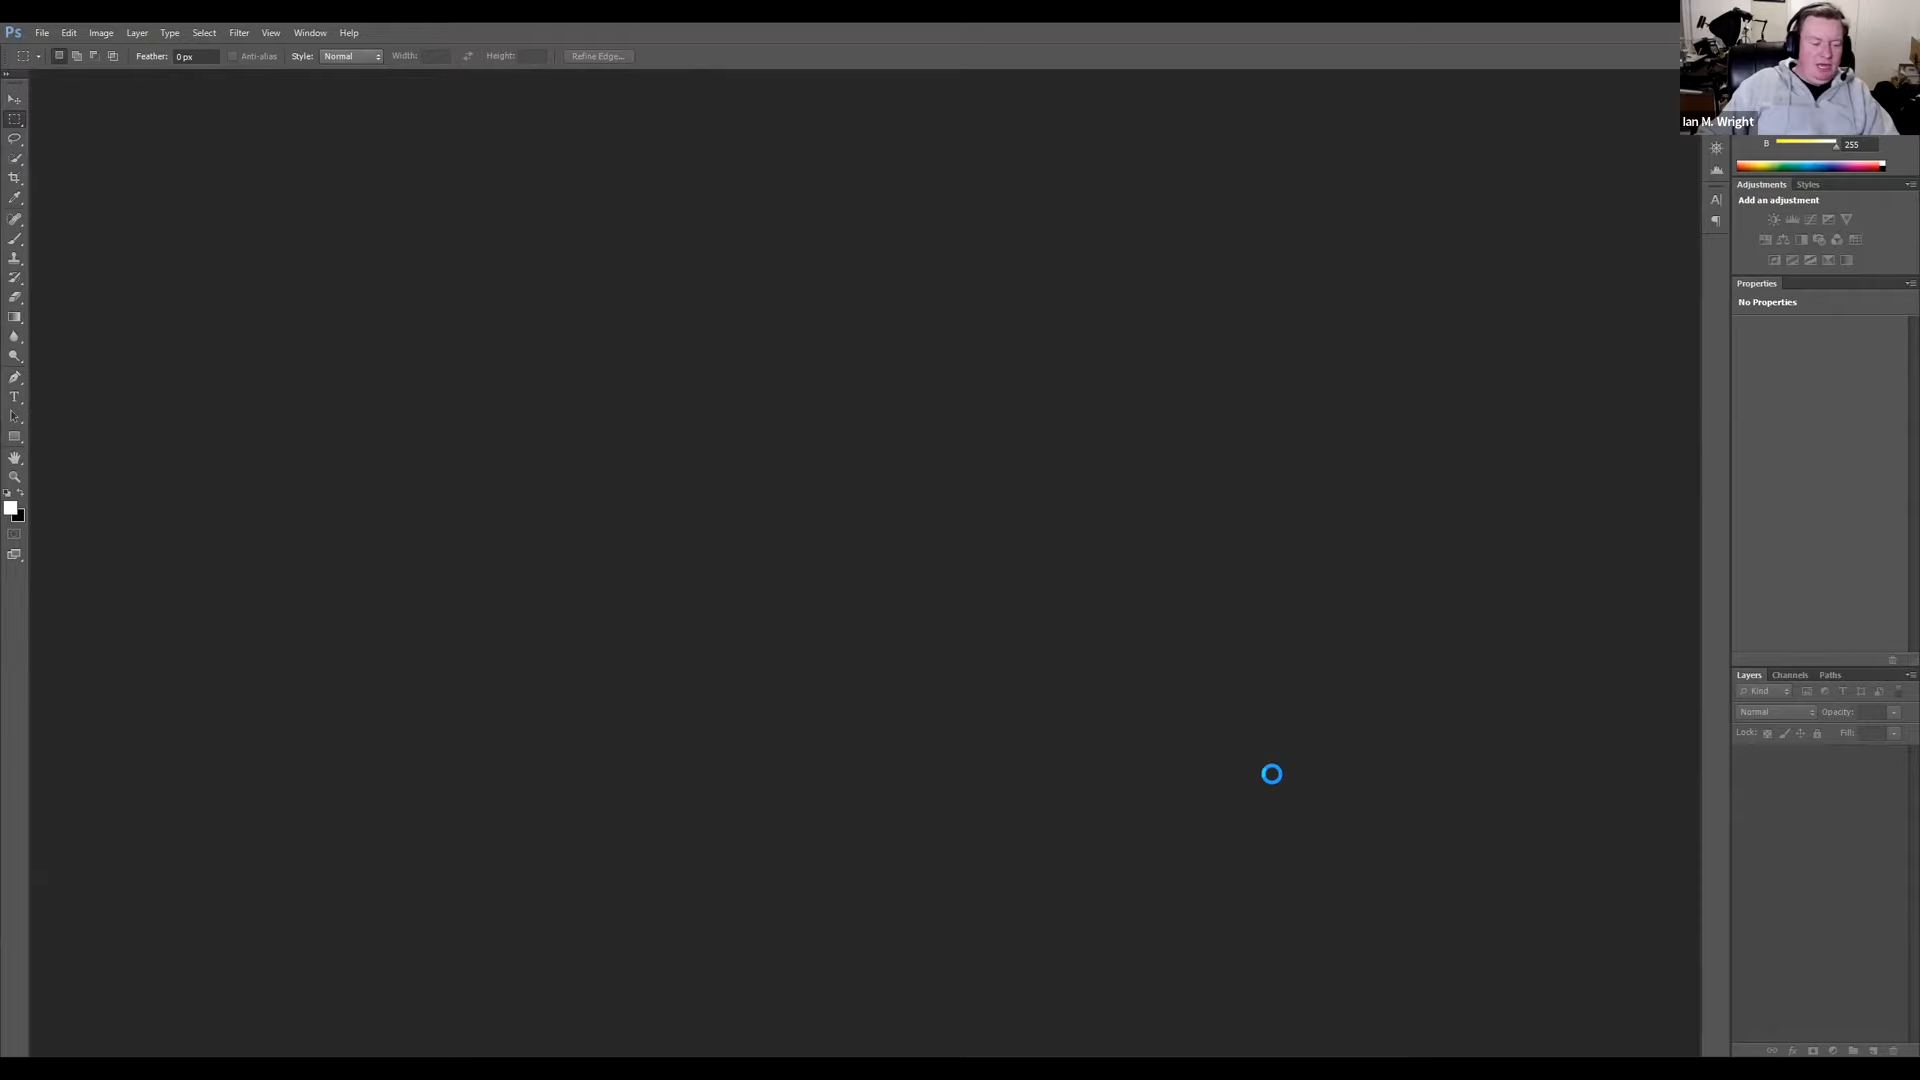 Ps File Edit Image Layer Type Select Filter View Window Help
Feather: 0 px Anti-alias Style: Normal Width: Height: Refine Edge...
Ian M. Wright
B 255
Adjustments Styles
Add an adjustment
Properties
No Properties
Layers Channels Paths
Kind
Normal Opacity:
Lock: Fill: